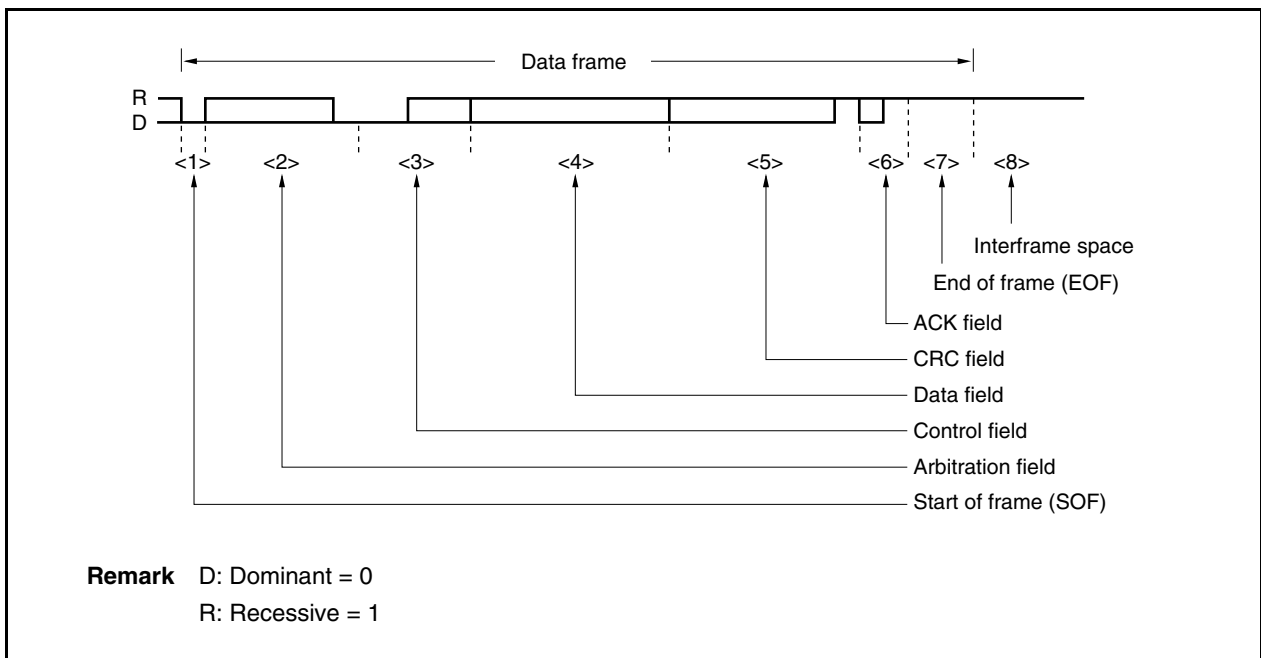 Data frame
R
D
<1> <2> <3> <4> <5> <6> <7> <8>
Interframe space
End of frame (EOF)
ACK field
CRC field
Data field
Control field
Arbitration field
Start of frame (SOF)
Remark D: Dominant = 0
R: Recessive = 1